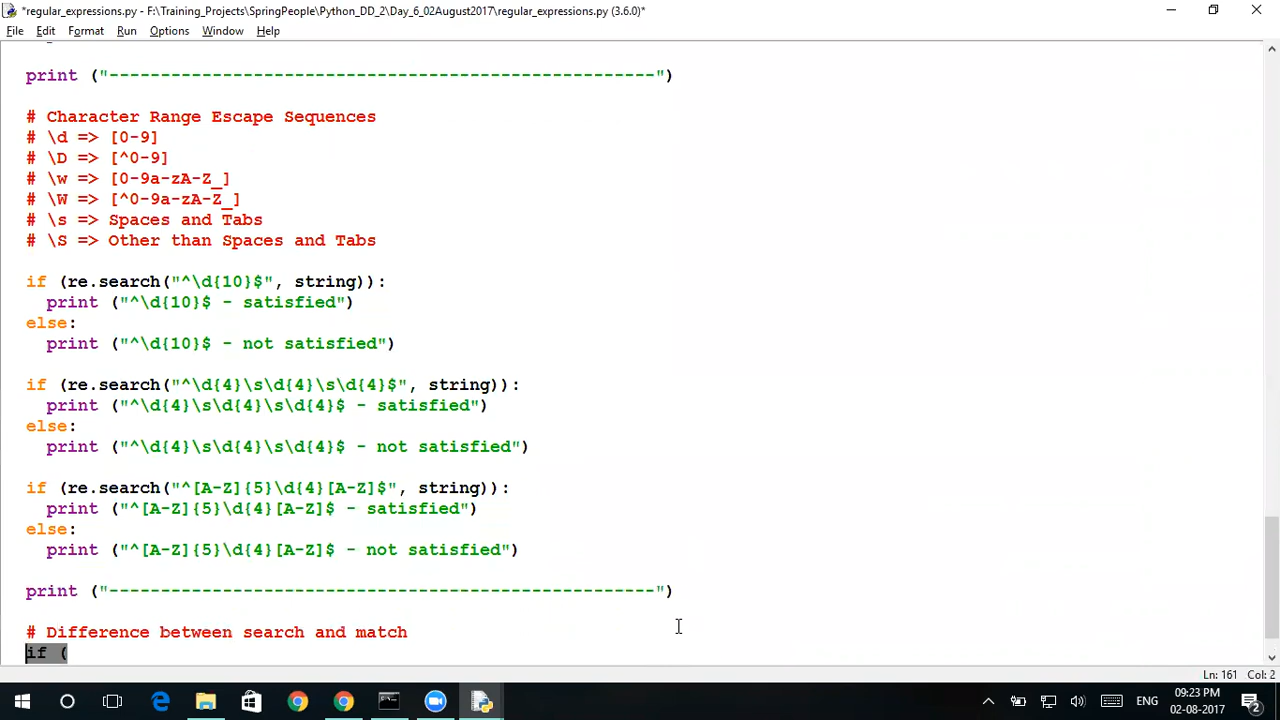 *regular_expressions.py - F:\Training_Projects\SpringPeople\Python_DD_2\Day_6_02August2017\regular_expressions.py (3.6.0)*
File Edit Format Run Options Window Help
print ("-----------------------------------------------------")
# Character Range Escape Sequences
# \d => [0-9]
# \D => [^0-9]
# \w => [0-9a-zA-Z_]
# \W => [^0-9a-zA-Z_]
# \s => Spaces and Tabs
# \S => Other than Spaces and Tabs
if (re.search("^\d{10}$", string)):
  print ("^\d{10}$ - satisfied")
else:
  print ("^\d{10}$ - not satisfied")
if (re.search("^\d{4}\s\d{4}\s\d{4}$", string)):
  print ("^\d{4}\s\d{4}\s\d{4}$ - satisfied")
else:
  print ("^\d{4}\s\d{4}\s\d{4}$ - not satisfied")
if (re.search("^[A-Z]{5}\d{4}[A-Z]$", string)):
  print ("^[A-Z]{5}\d{4}[A-Z]$ - satisfied")
else:
  print ("^[A-Z]{5}\d{4}[A-Z]$ - not satisfied")
print ("-----------------------------------------------------")
# Difference between search and match
if (
Ln: 161 Col: 2
ENG
09:23 PM
02-08-2017
2